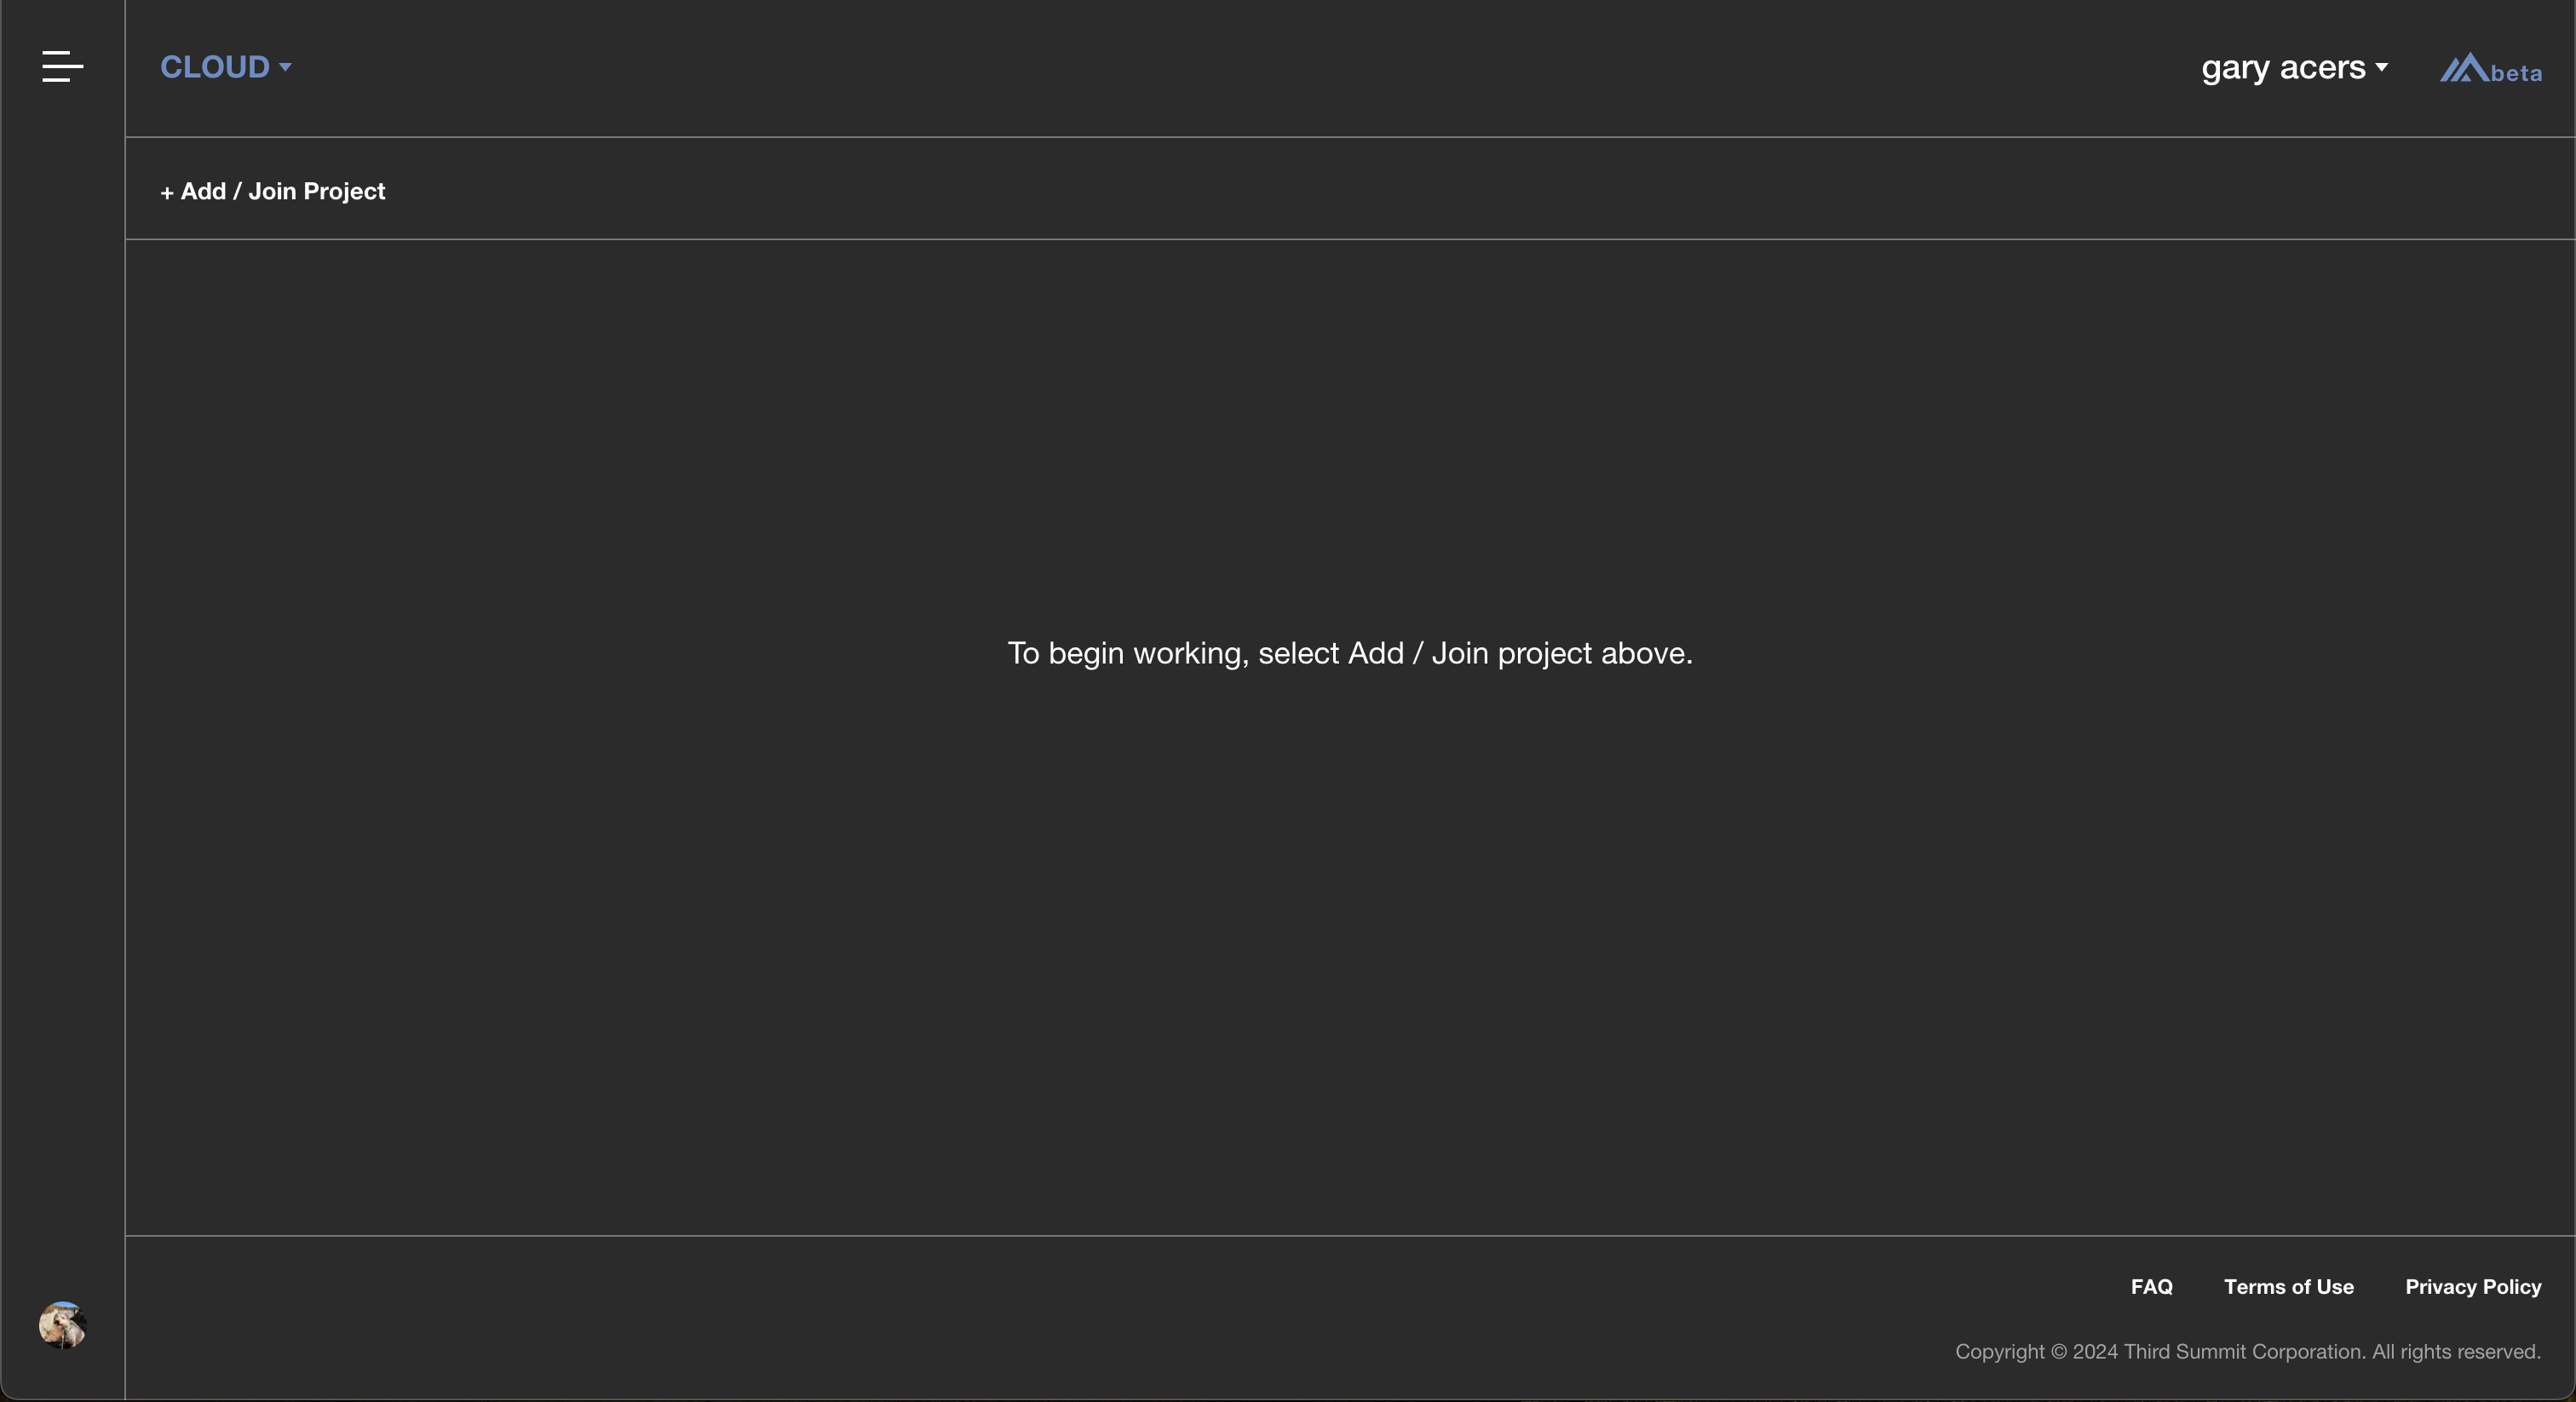 CLOUD
gary acers
beta
+ Add / Join Project
To begin working, select Add / Join project above.
FAQ Terms of Use Privacy Policy
Copyright © 2024 Third Summit Corporation. All rights reserved.